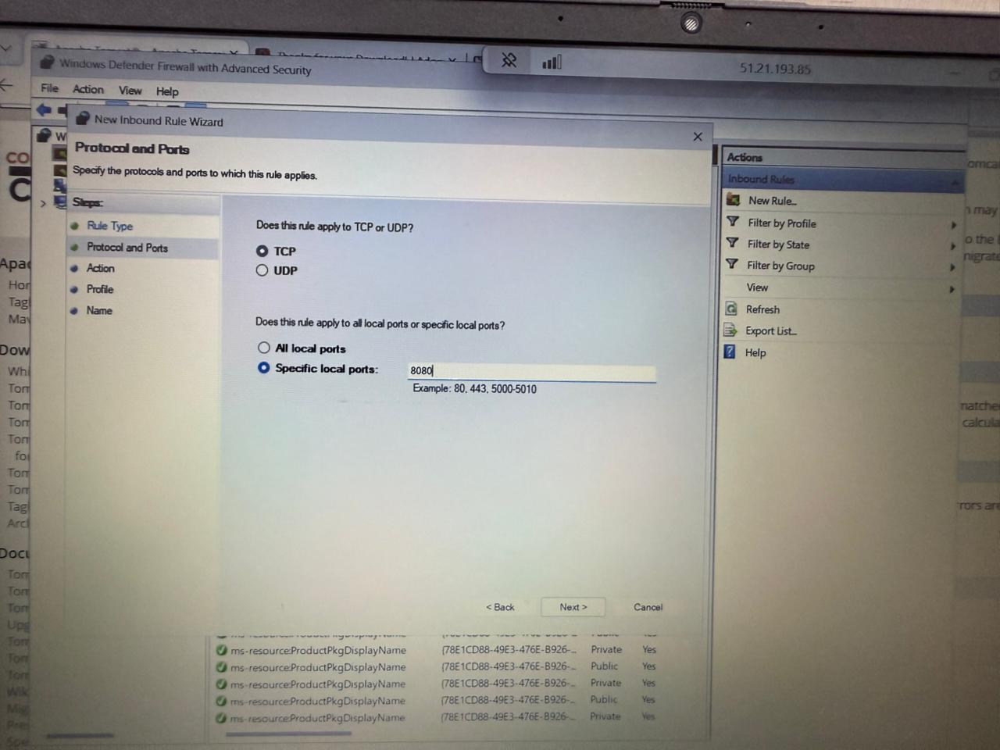 51.21.193.85
Windows Defender Firewall with Advanced Security
File Action View Help
New Inbound Rule Wizard
Protocol and Ports
Specify the protocols and ports to which this rule applies.
Steps:
Rule Type
Protocol and Ports
Action
Profile
Name
Does this rule apply to TCP or UDP?
TCP
UDP
Does this rule apply to all local ports or specific local ports?
All local ports
Specific local ports: 8080
Example: 80, 443, 5000-5010
< Back Next > Cancel
Actions
Inbound Rules
New Rule...
Filter by Profile
Filter by State
Filter by Group
View
Refresh
Export List...
Help
ms-resource:ProductPkgDisplayName {78E1CD88-49E3-476E-B926-... Private Yes
ms-resource:ProductPkgDisplayName {78E1CD88-49E3-476E-B926-... Public Yes
ms-resource:ProductPkgDisplayName {78E1CD88-49E3-476E-B926-... Private Yes
ms-resource:ProductPkgDisplayName {78E1CD88-49E3-476E-B926-... Public Yes
ms-resource:ProductPkgDisplayName {78E1CD88-49E3-476E-B926-... Private Yes